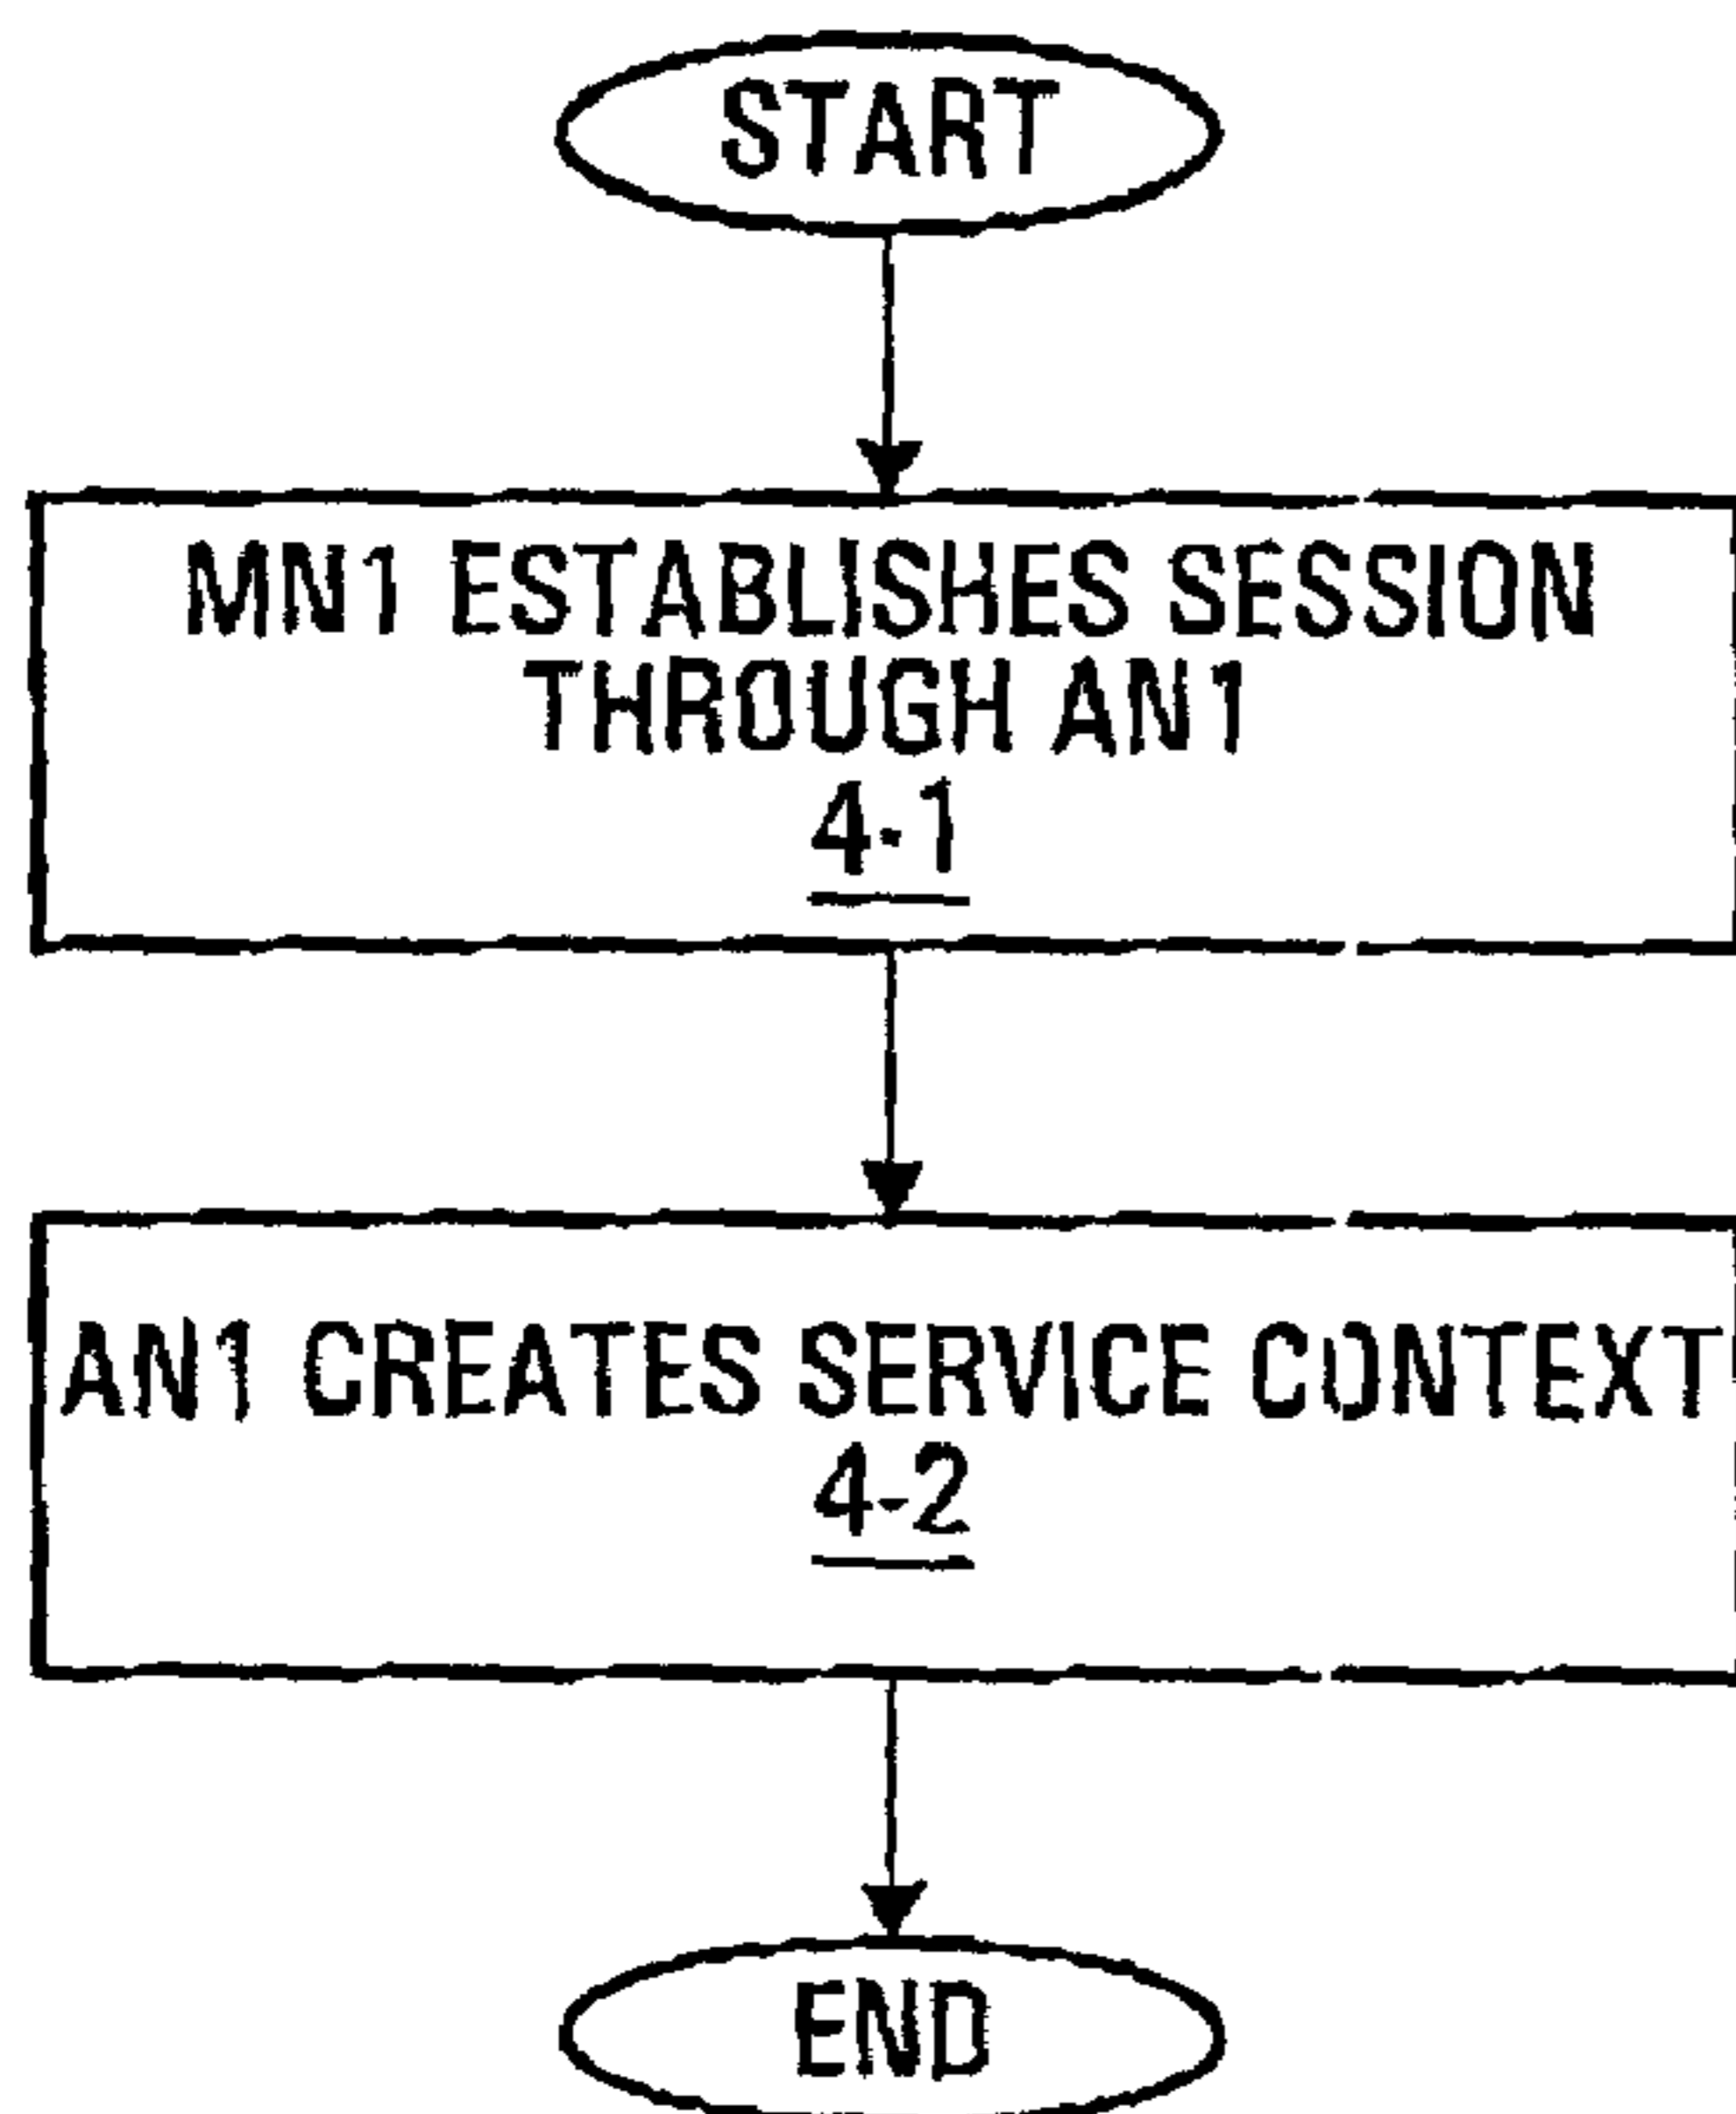 START
MN1 ESTABLISHES SESSION
THROUGH AN1
4-1
AN1 CREATES SERVICE CONTEXT
4-2
END